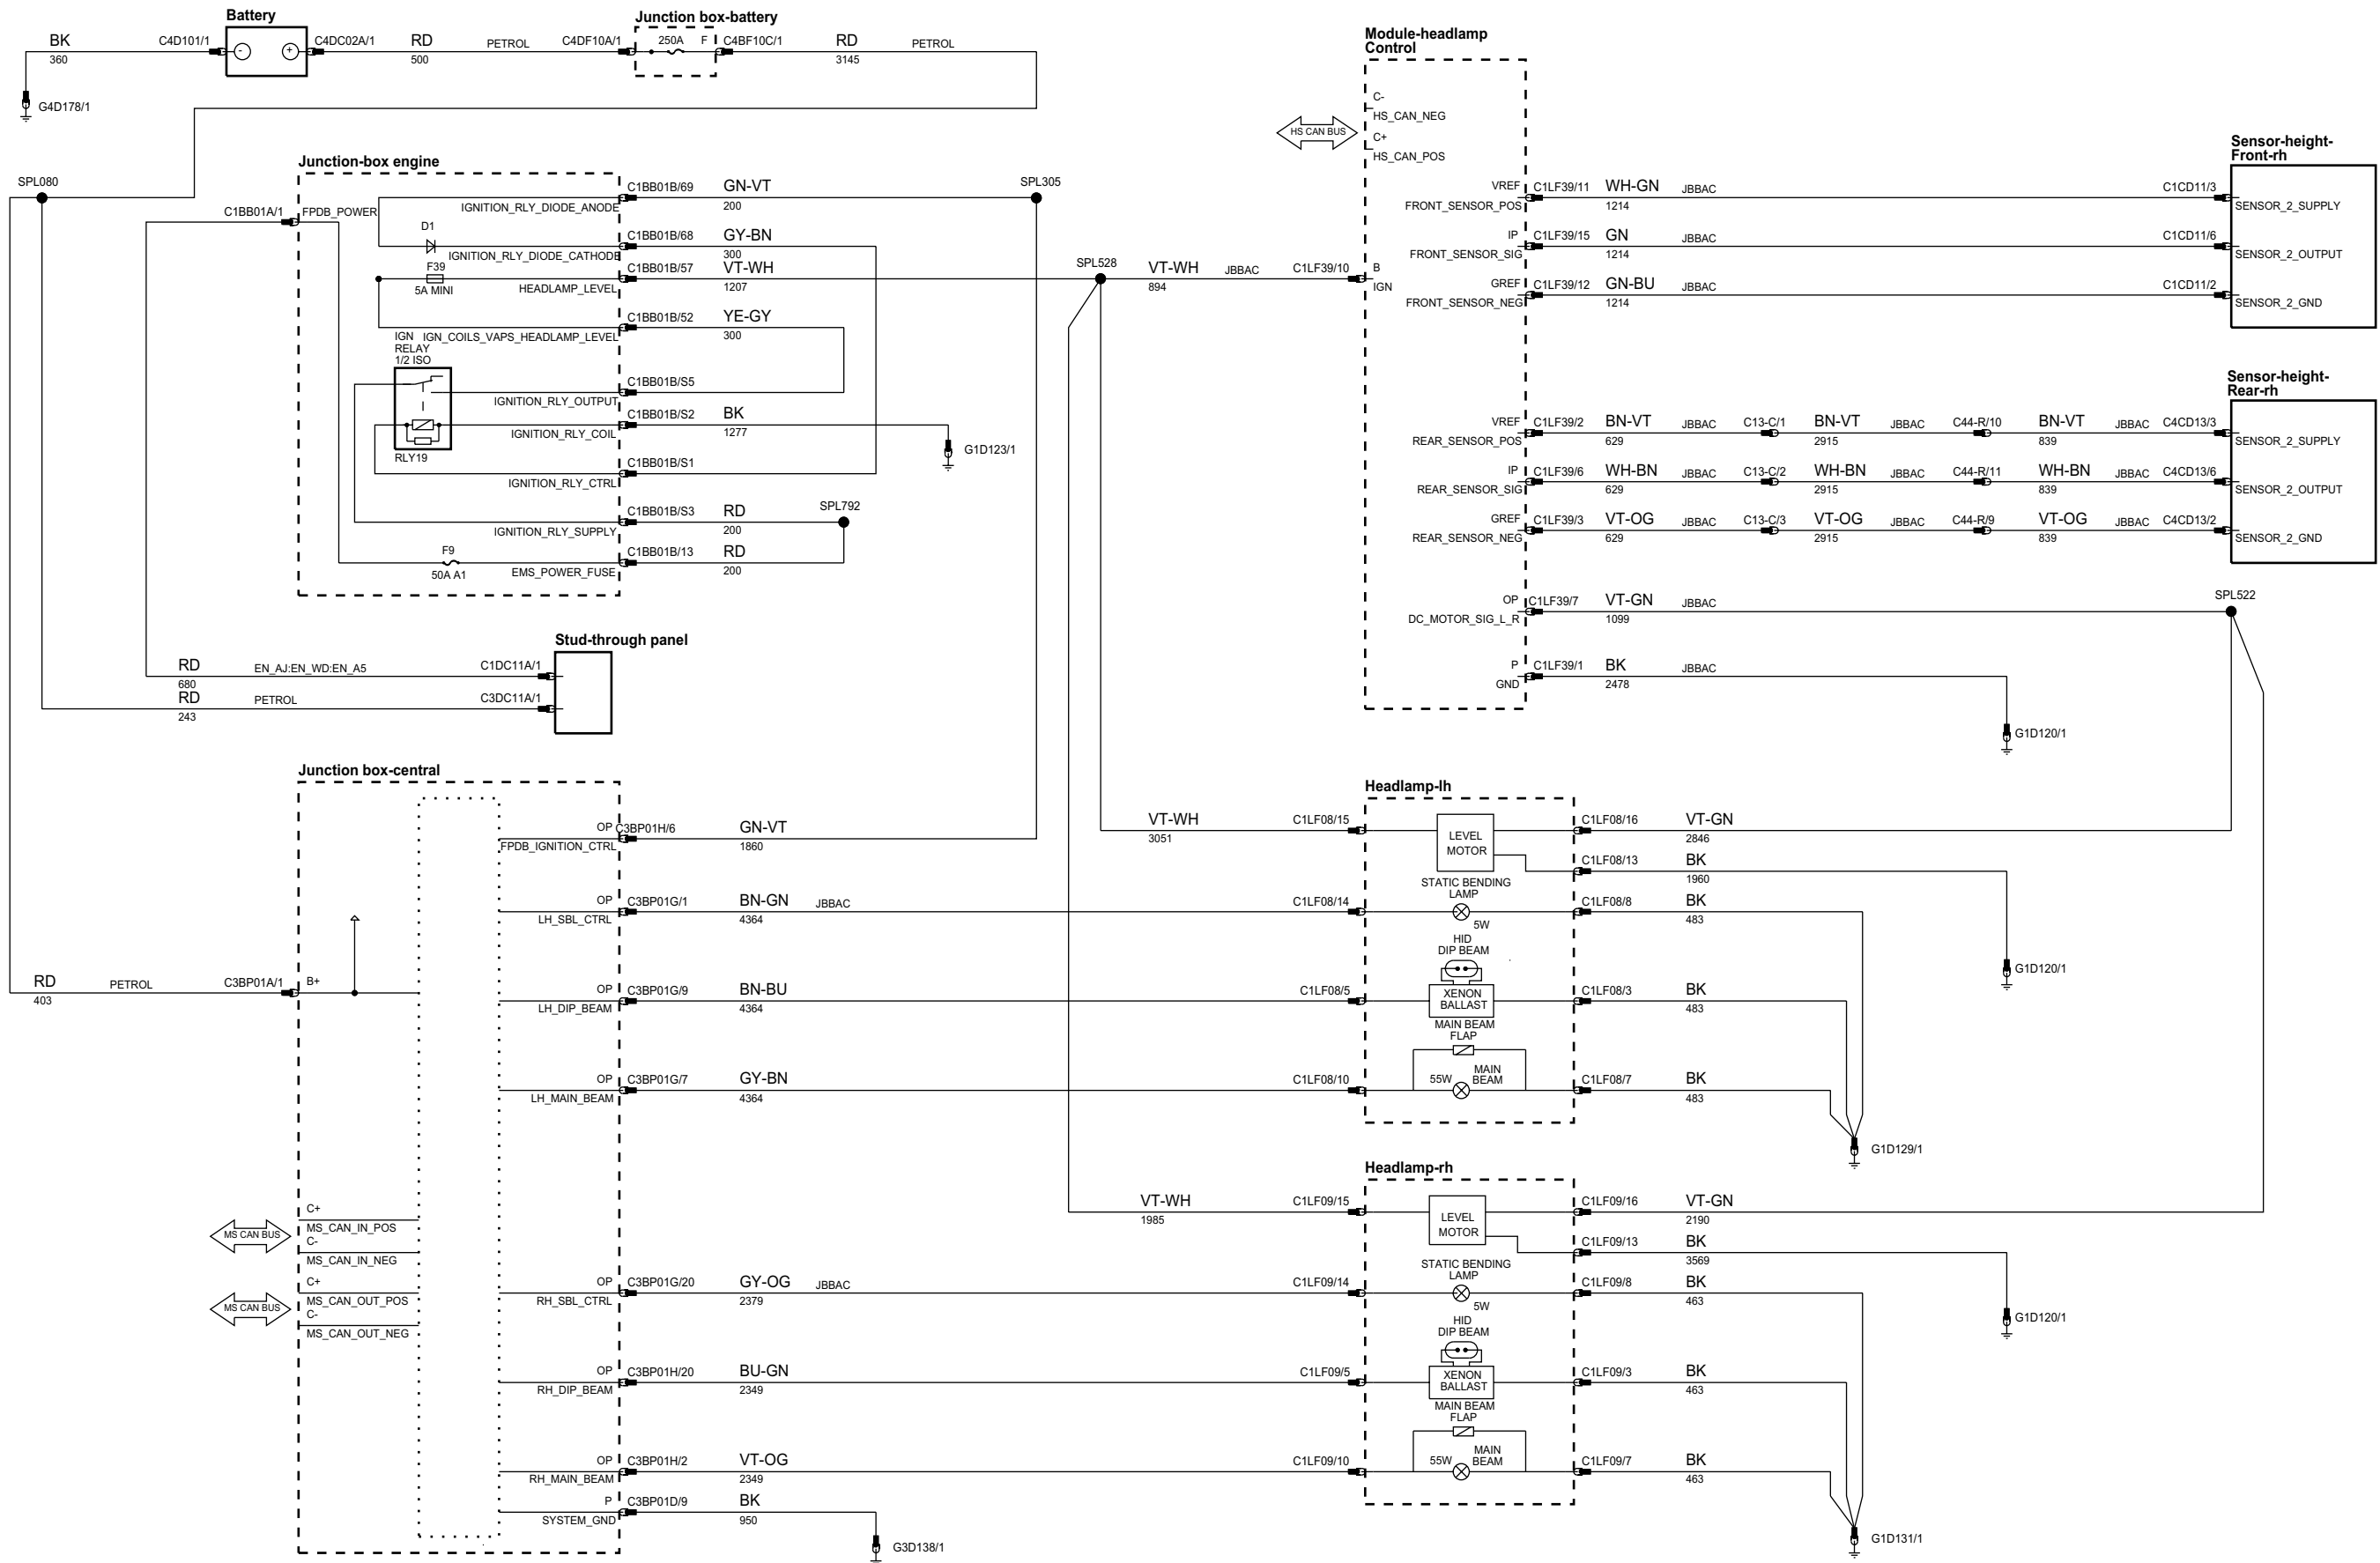 Battery
BK
360
C4D101/1
-
+
C4DC02A/1
RD
500
PETROL
C4DF10A/1
Junction box-battery
250A
F
C4BF10C/1
RD
3145
PETROL
G4D178/1
SPL080
Junction-box engine
C1BB01A/1
FPDB_POWER
IGNITION_RLY_DIODE_ANODE
C1BB01B/69
GN-VT
200
SPL305
D1
IGNITION_RLY_DIODE_CATHODE
C1BB01B/68
GY-BN
300
F39
5A MINI
HEADLAMP_LEVEL
C1BB01B/57
VT-WH
1207
IGN_COILS_VAPS_HEADLAMP_LEVEL
C1BB01B/52
YE-GY
300
IGN
RELAY
1/2 ISO
RLY19
IGNITION_RLY_OUTPUT
C1BB01B/S5
IGNITION_RLY_COIL
C1BB01B/S2
BK
1277
G1D123/1
IGNITION_RLY_CTRL
C1BB01B/S1
IGNITION_RLY_SUPPLY
C1BB01B/S3
RD
200
SPL792
F9
50A A1
EMS_POWER_FUSE
C1BB01B/13
RD
200
Stud-through panel
RD
680
EN_AJ:EN_WD:EN_A5
C1DC11A/1
RD
243
PETROL
C3DC11A/1
Junction box-central
RD
403
PETROL
C3BP01A/1
B+
OP
FPDB_IGNITION_CTRL
C3BP01H/6
GN-VT
1860
OP
LH_SBL_CTRL
C3BP01G/1
BN-GN
4364
JBBAC
OP
LH_DIP_BEAM
C3BP01G/9
BN-BU
4364
OP
LH_MAIN_BEAM
C3BP01G/7
GY-BN
4364
MS CAN BUS
C+
MS_CAN_IN_POS
C-
MS_CAN_IN_NEG
MS CAN BUS
C+
MS_CAN_OUT_POS
C-
MS_CAN_OUT_NEG
OP
RH_SBL_CTRL
C3BP01G/20
GY-OG
2379
JBBAC
OP
RH_DIP_BEAM
C3BP01H/20
BU-GN
2349
OP
RH_MAIN_BEAM
C3BP01H/2
VT-OG
2349
P
SYSTEM_GND
C3BP01D/9
BK
950
G3D138/1
Module-headlamp
Control
HS CAN BUS
C-
HS_CAN_NEG
C+
HS_CAN_POS
SPL528
VT-WH
894
JBBAC
C1LF39/10
B
IGN
VREF
FRONT_SENSOR_POS
C1LF39/11
WH-GN
1214
JBBAC
C1CD11/3
IP
FRONT_SENSOR_SIG
C1LF39/15
GN
1214
JBBAC
C1CD11/6
GREF
FRONT_SENSOR_NEG
C1LF39/12
GN-BU
1214
JBBAC
C1CD11/2
Sensor-height-
Front-rh
SENSOR_2_SUPPLY
SENSOR_2_OUTPUT
SENSOR_2_GND
VREF
REAR_SENSOR_POS
C1LF39/2
BN-VT
629
JBBAC
C13-C/1
BN-VT
2915
JBBAC
C44-R/10
BN-VT
839
JBBAC
C4CD13/3
IP
REAR_SENSOR_SIG
C1LF39/6
WH-BN
629
JBBAC
C13-C/2
WH-BN
2915
JBBAC
C44-R/11
WH-BN
839
JBBAC
C4CD13/6
GREF
REAR_SENSOR_NEG
C1LF39/3
VT-OG
629
JBBAC
C13-C/3
VT-OG
2915
JBBAC
C44-R/9
VT-OG
839
JBBAC
C4CD13/2
Sensor-height-
Rear-rh
SENSOR_2_SUPPLY
SENSOR_2_OUTPUT
SENSOR_2_GND
OP
DC_MOTOR_SIG_L_R
C1LF39/7
VT-GN
1099
JBBAC
SPL522
P
GND
C1LF39/1
BK
2478
JBBAC
G1D120/1
Headlamp-lh
VT-WH
3051
C1LF08/15
LEVEL
MOTOR
C1LF08/16
VT-GN
2846
C1LF08/13
BK
1960
G1D120/1
C1LF08/14
STATIC BENDING
LAMP
5W
C1LF08/8
BK
483
C1LF08/5
HID
DIP BEAM
XENON
BALLAST
C1LF08/3
BK
483
C1LF08/10
MAIN BEAM
FLAP
55W
MAIN
BEAM
C1LF08/7
BK
483
G1D129/1
Headlamp-rh
VT-WH
1985
C1LF09/15
LEVEL
MOTOR
C1LF09/16
VT-GN
2190
C1LF09/13
BK
3569
G1D120/1
C1LF09/14
STATIC BENDING
LAMP
5W
C1LF09/8
BK
463
C1LF09/5
HID
DIP BEAM
XENON
BALLAST
C1LF09/3
BK
463
C1LF09/10
MAIN BEAM
FLAP
55W
MAIN
BEAM
C1LF09/7
BK
463
G1D131/1